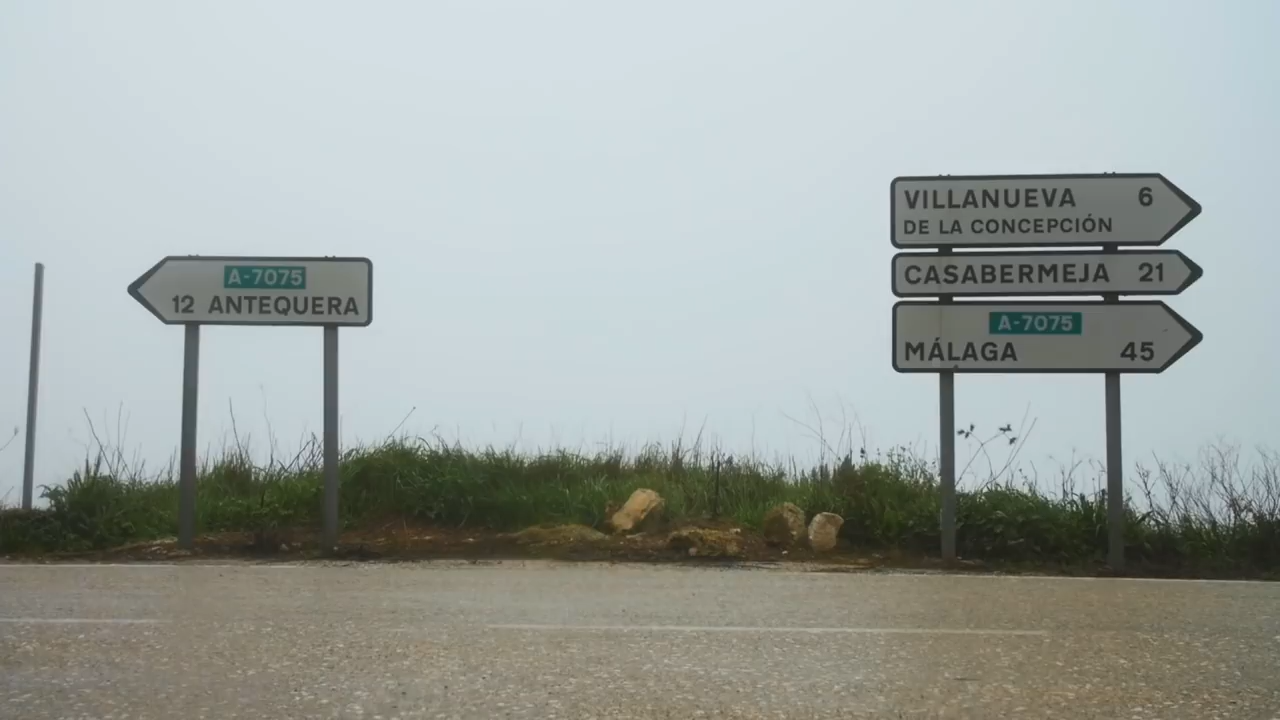 A-7075
12 ANTEQUERA
VILLANUEVA 6
DE LA CONCEPCIÓN
CASABERMEJA 21
A-7075
MÁLAGA 45